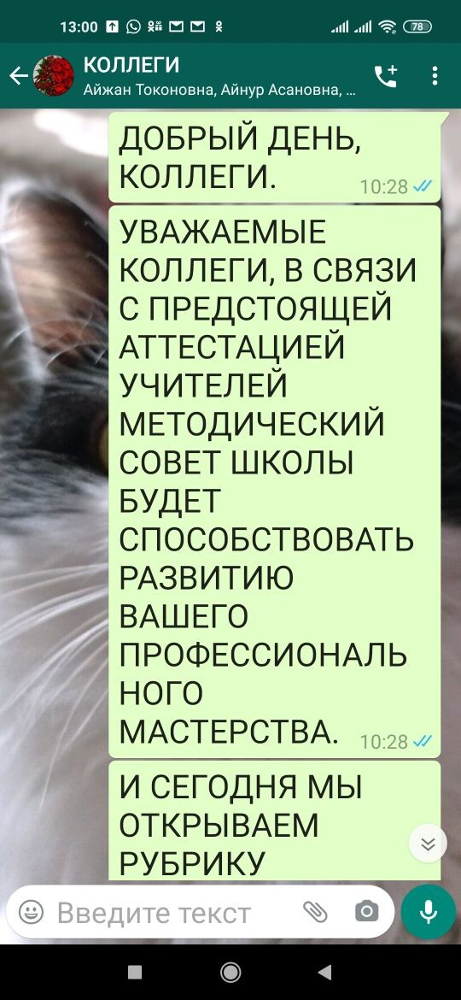 13:00
78
КОЛЛЕГИ
Айжан Токоновна, Айнур Асановна, ...
ДОБРЫЙ ДЕНЬ,
КОЛЛЕГИ.
10:28
УВАЖАЕМЫЕ
КОЛЛЕГИ, В СВЯЗИ
С ПРЕДСТОЯЩЕЙ
АТТЕСТАЦИЕЙ
УЧИТЕЛЕЙ
МЕТОДИЧЕСКИЙ
СОВЕТ ШКОЛЫ
БУДЕТ
СПОСОБСТВОВАТЬ
РАЗВИТИЮ
ВАШЕГО
ПРОФЕССИОНАЛЬ
НОГО
МАСТЕРСТВА.
10:28
И СЕГОДНЯ МЫ
ОТКРЫВАЕМ
РУБРИКУ
Введите текст